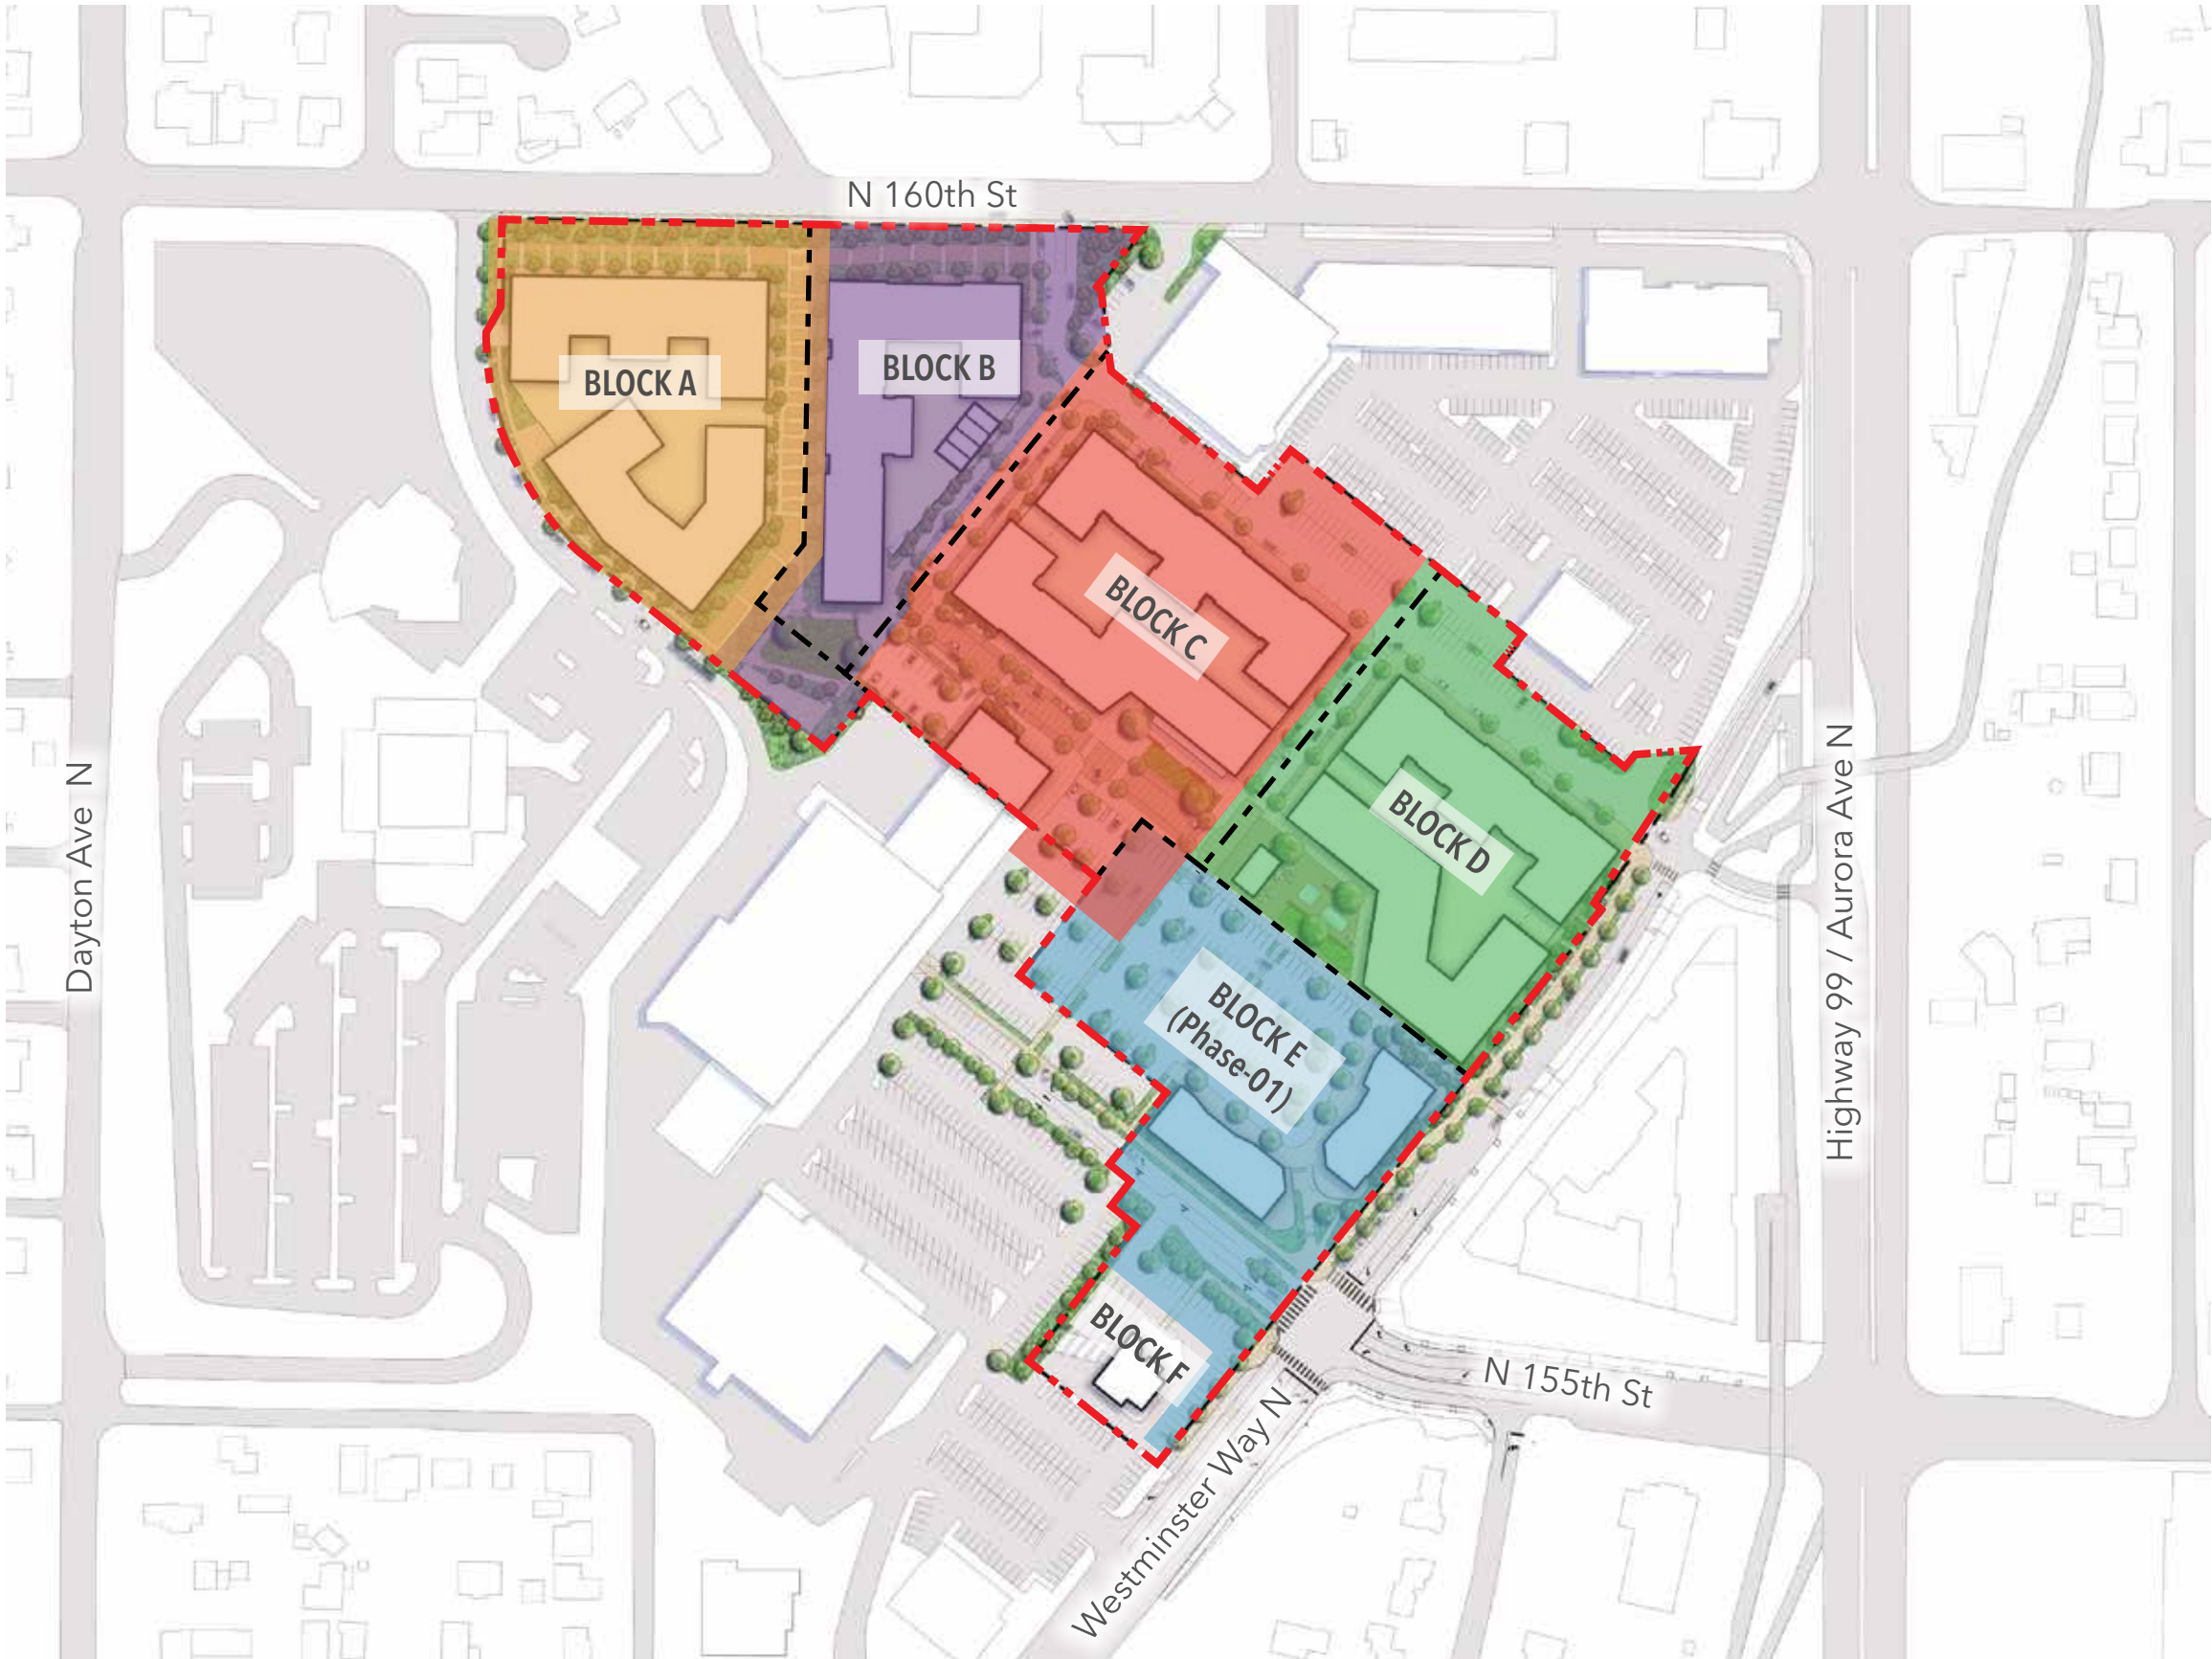 N 160th St
BLOCK A
BLOCK B
BLOCK C
BLOCK D
Dayton Ave N
Highway 99 / Aurora Ave N
BLOCK E
(Phase-01)
BLOCK F
N 155th St
Westminster Way N